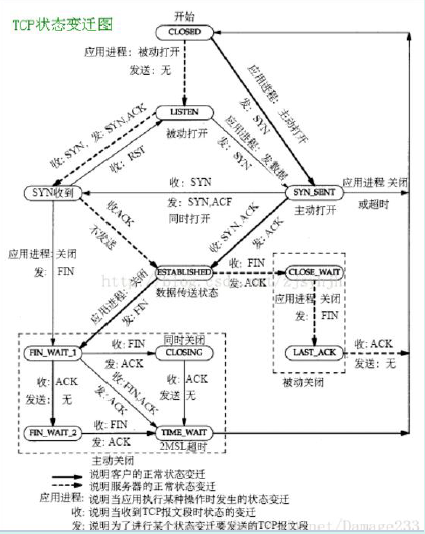 TCP状态变迁图
开始
CLOSED
应用进程：被动打开
发送：无
应用进程：主动打开
发：SYN
LISTEN
被动打开
收：SYN
发：SYN,ACK
收：RST
应用进程：发数据
发：SYN
SYN收到
收：SYN
发：SYN,ACF
同时打开
SYN_SENT
主动打开
应用进程:关闭
或超时
收ACK
不发送
收:SYN,ACK
发：ACK
应用进程：关闭
发：FIN
ESTABLISHED
数据传送状态
收：FIN
发：ACK
CLOSE_WAIT
应用进程：关闭
发：FIN
LAST_ACK
收：ACK
发送：无
被动关闭
应用进程：关闭
发：FIN
FIN_WAIT_1
收：FIN
发：ACK
同时关闭
CLOSING
收：ACK
发送：无
收:FIN,ACK
发：ACK
收：ACK
发送：无
FIN_WAIT_2
收：FIN
发：ACK
TIME_WAIT
2MSL超时
主动关闭
说明客户的正常状态变迁
说明服务器的正常状态变迁
应用进程：说明当应用执行某种操作时发生的状态变迁
收：说明当收到TCP报文段时状态的变迁
发：说明为了进行某个状态变迁要发送的TCP报文段